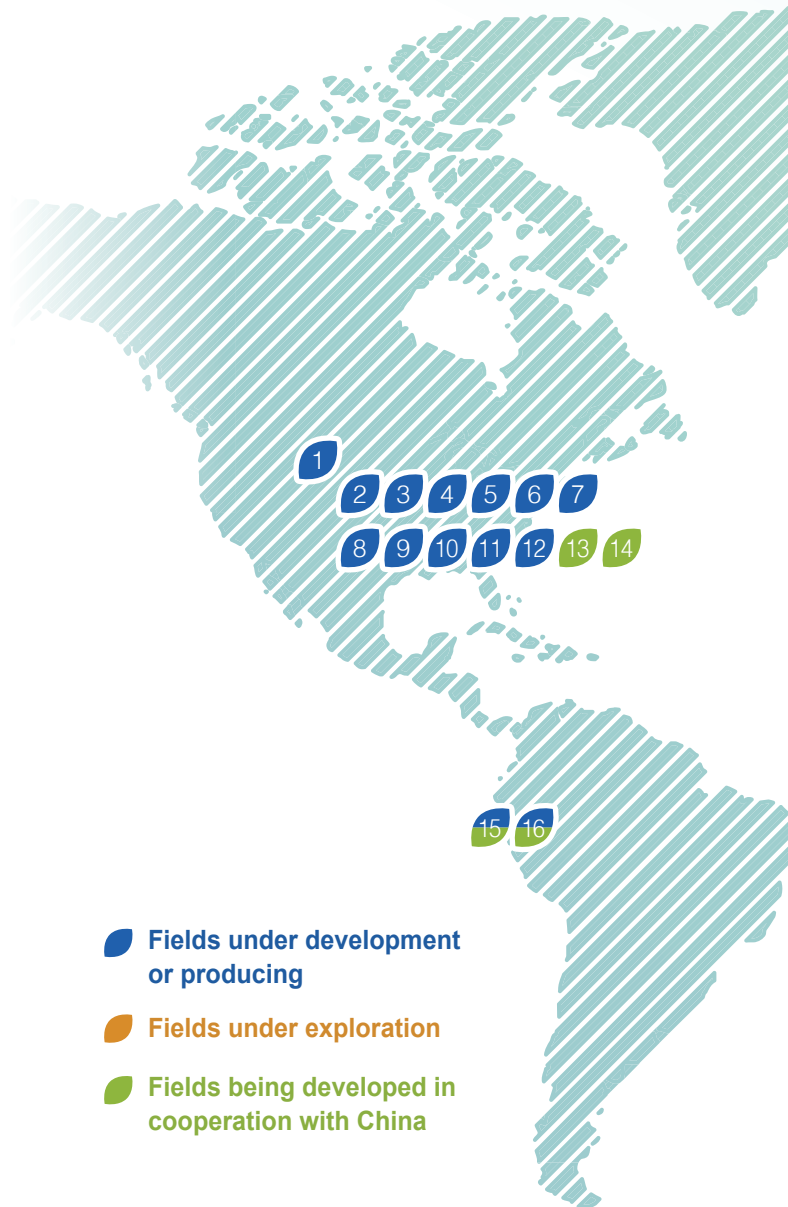 1
2 3 4 5 6 7
8 9 10 11 12 13 14
15 16
Fields under development
or producing
Fields under exploration
Fields being developed in
cooperation with China